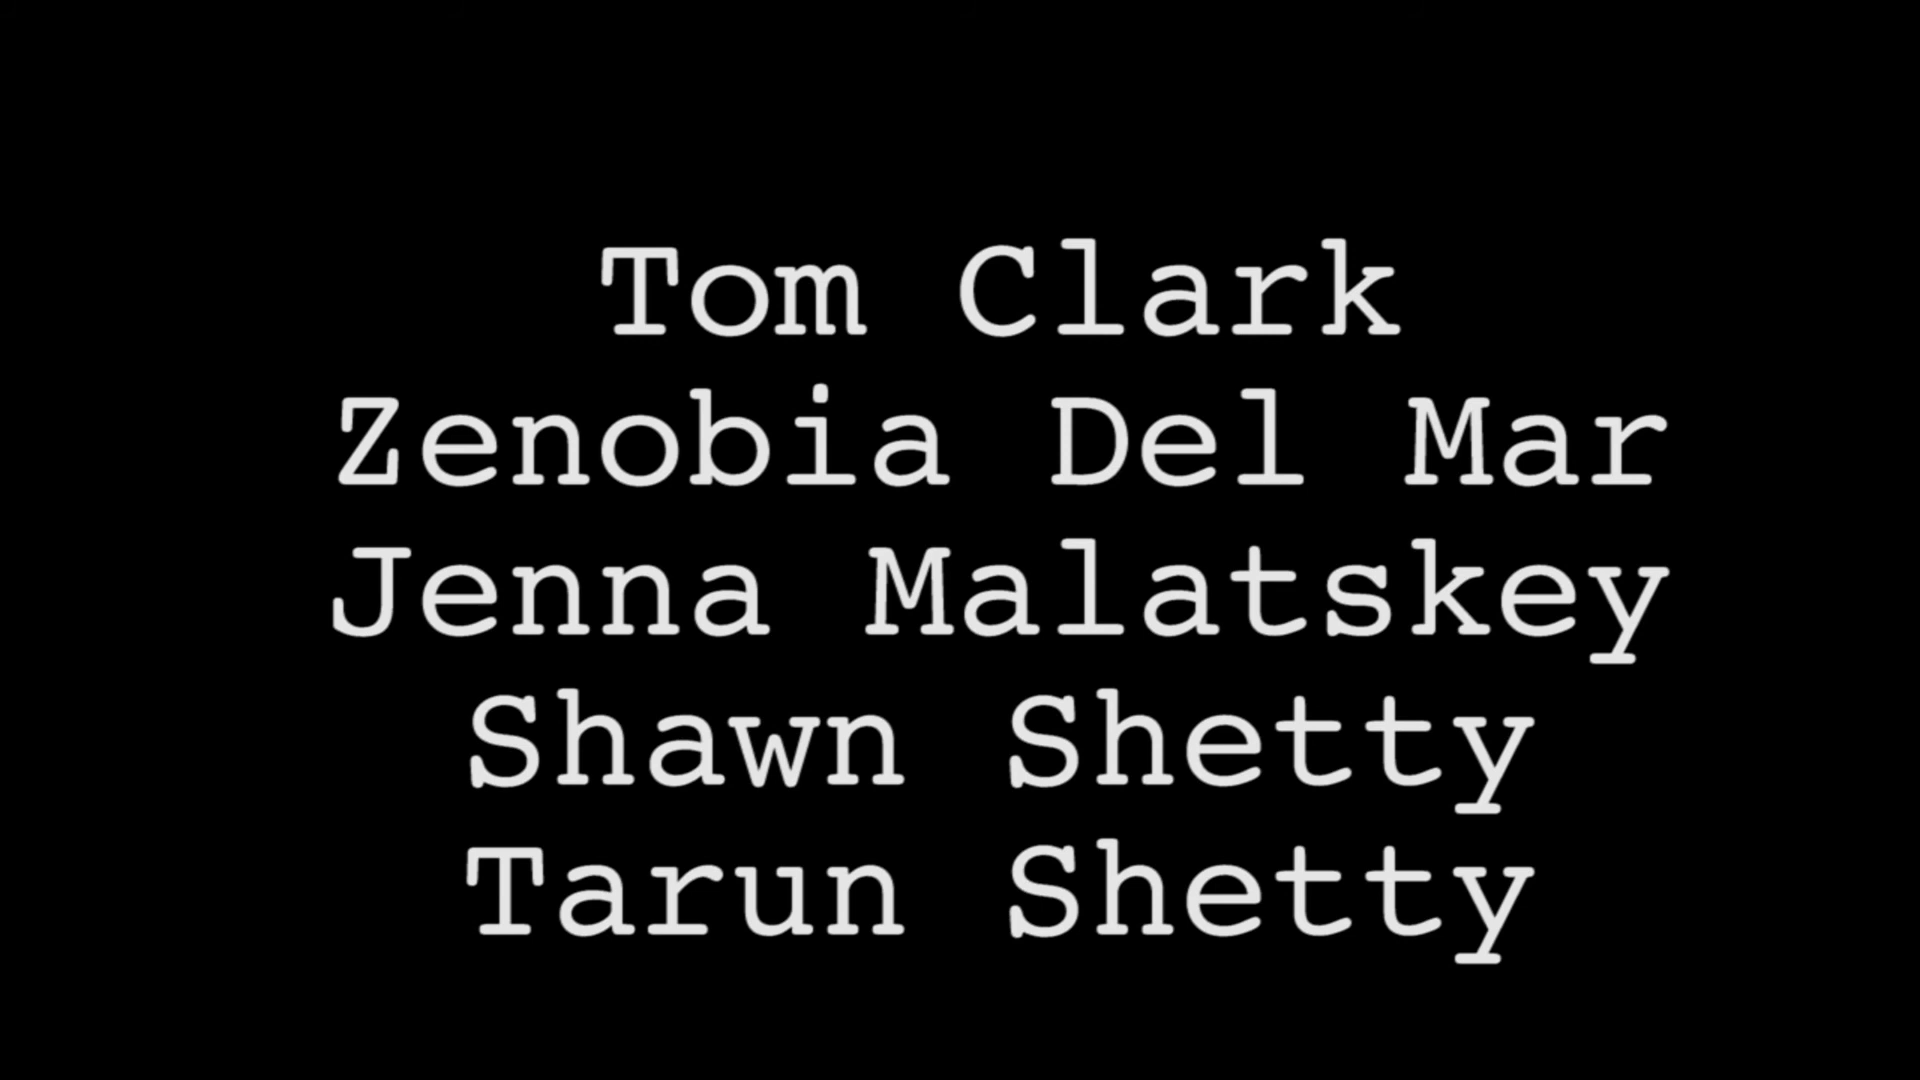 Tom Clark
Zenobia Del Mar
Jenna Malatskey
Shawn Shetty
Tarun Shetty